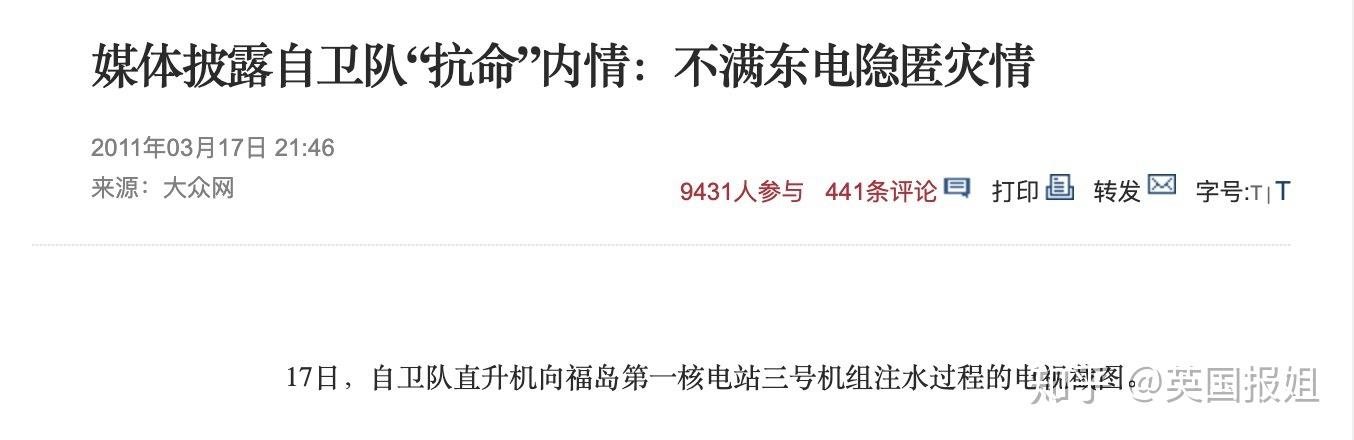 媒体披露自卫队“抗命”内情：不满东电隐匿灾情
2011年03月17日 21:46
来源：大众网
9431人参与 441条评论 打印 转发 字号:T|T
17日，自卫队直升机向福岛第一核电站三号机组注水过程的电视截图。
知乎 @英国报姐